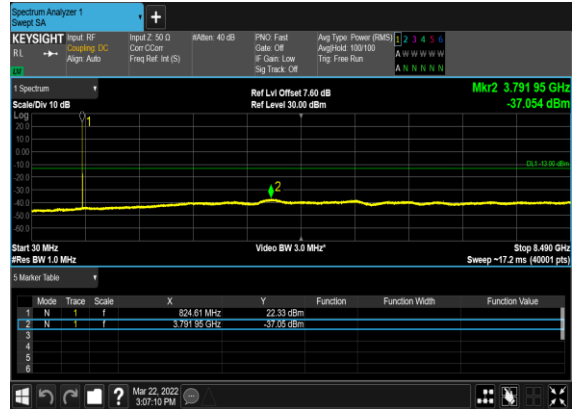 Spectrum Analyzer 1
Swept SA
+
KEYSIGHT Input: RF Input Z: 50 Ω #Atten: 40 dB PNO: Fast Avg Type: Power (RMS) 1 2 3 4 5 6
R L Coupling: DC Corr CCorr Gate: Off Avg|Hold: 100/100 A W W W W W
Align: Auto Freq Ref: Int (S) IF Gain: Low Trig: Free Run
Sig Track: Off A N N N N N
1 Spectrum Ref Lvl Offset 7.60 dB Mkr2 3.791 95 GHz
Scale/Div 10 dB Ref Level 30.00 dBm -37.054 dBm
Log
1
20.0
10.0
0.00
-10.0
DL1 -13.00 dBm
-20.0
-30.0
2
-40.0
-50.0
-60.0
Start 30 MHz Video BW 3.0 MHz* Stop 8.490 GHz
#Res BW 1.0 MHz Sweep ~17.2 ms (40001 pts)
5 Marker Table
Mode Trace Scale X Y Function Function Width Function Value
1 N 1 f 824.61 MHz 22.33 dBm
2 N 1 f 3.791 95 GHz -37.05 dBm
3
4
5
6
? Mar 22, 2022
3:07:10 PM